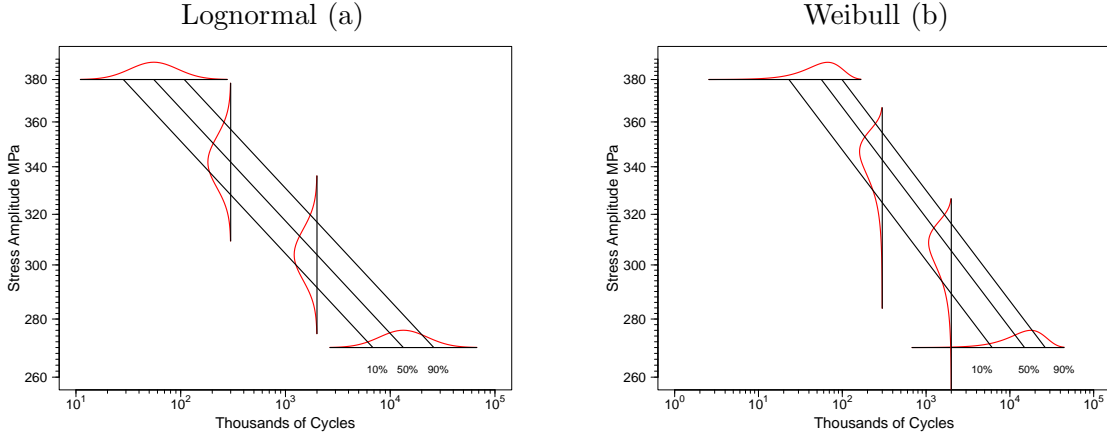 Lognormal (a)
Stress Amplitude MPa
380
360
340
320
300
280
260
10% 50% 90%
10^1 10^2 10^3 10^4 10^5
Thousands of Cycles
Weibull (b)
Stress Amplitude MPa
380
360
340
320
300
280
260
10% 50% 90%
10^0 10^1 10^2 10^3 10^4 10^5
Thousands of Cycles